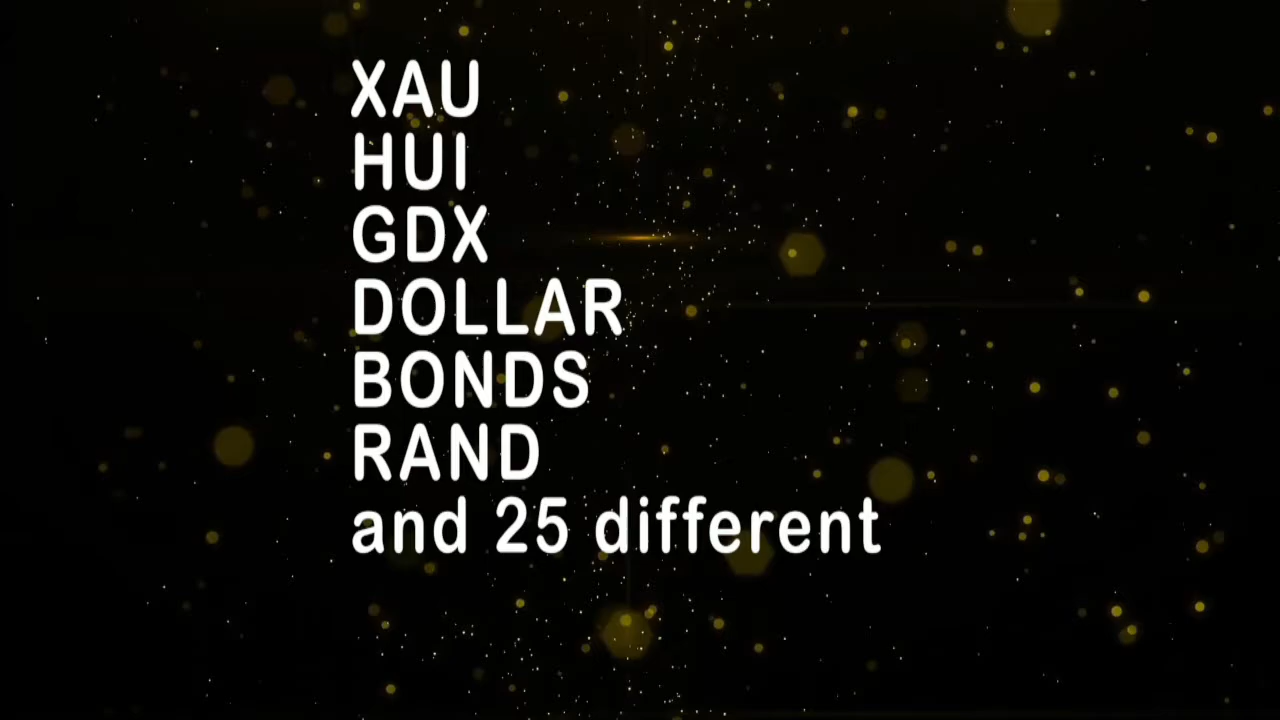 XAU
HUI
GDX
DOLLAR
BONDS
RAND
and 25 different